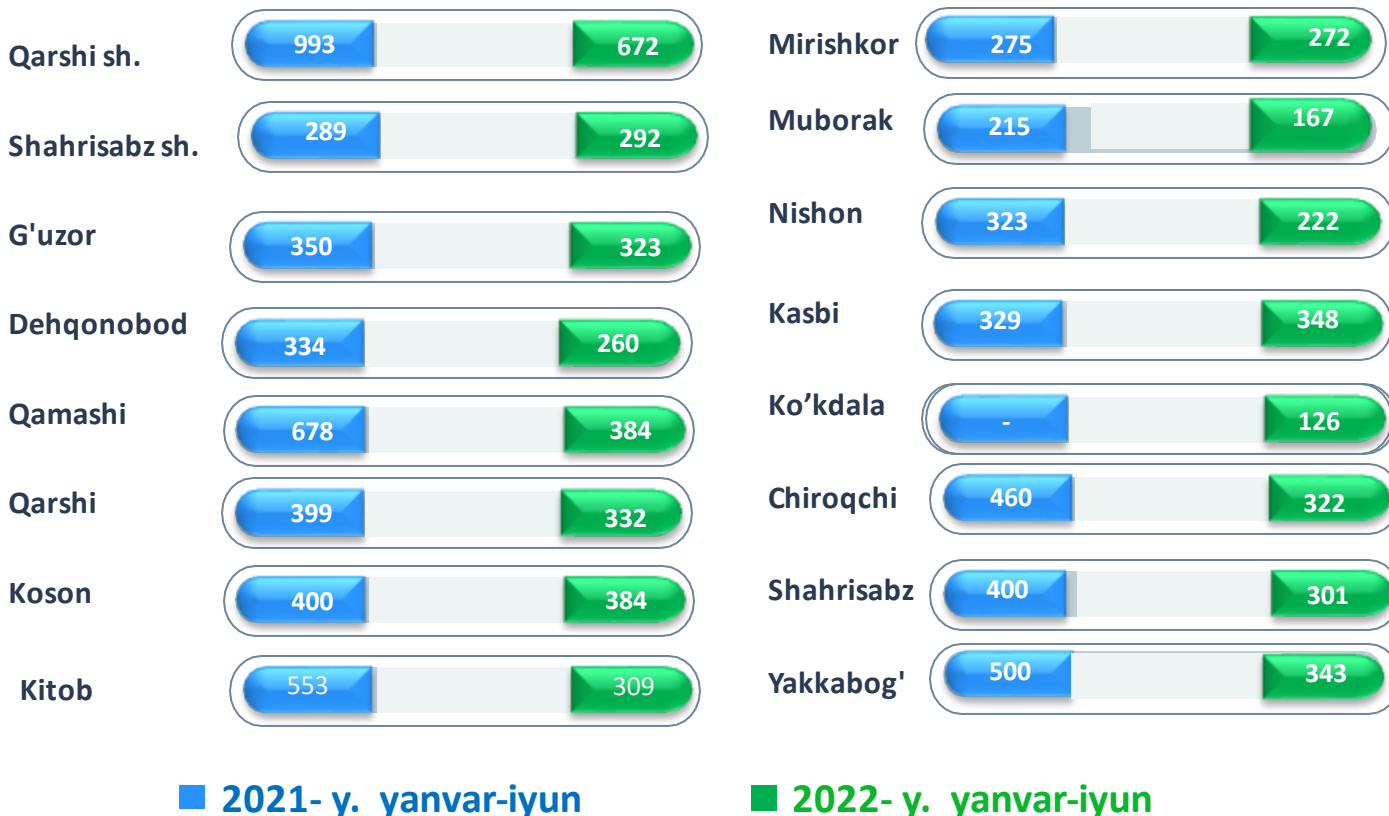 Qarshi sh. 993 672
Shahrisabz sh. 289 292
G'uzor 350 323
Dehqonobod 334 260
Qamashi 678 384
Qarshi 399 332
Koson 400 384
Kitob 553 309
Mirishkor 275 272
Muborak 215 167
Nishon 323 222
Kasbi 329 348
Ko’kdala - 126
Chiroqchi 460 322
Shahrisabz 400 301
Yakkabog' 500 343
2021- y. yanvar-iyun
2022- y. yanvar-iyun